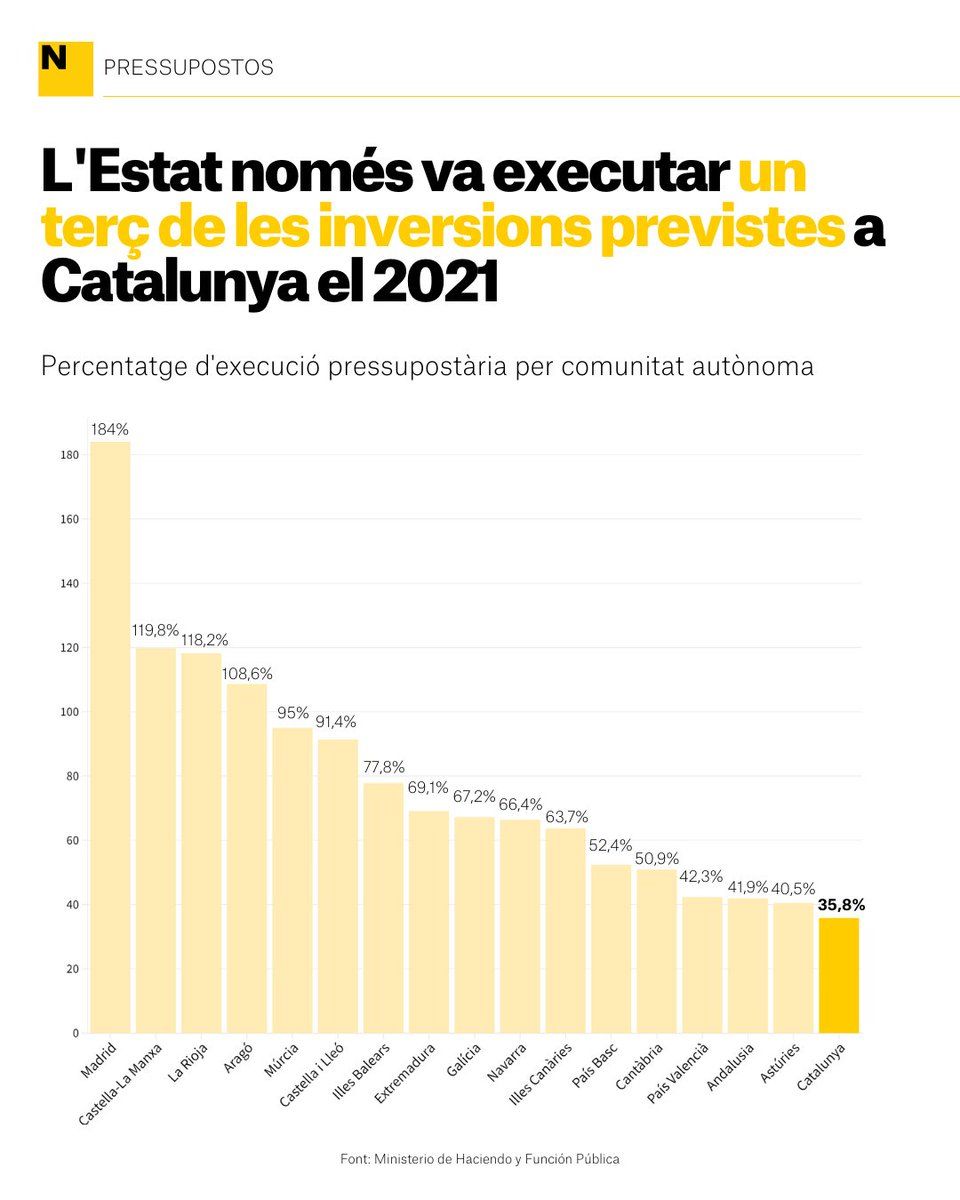 N
PRESSUPOSTOS
L'Estat només va executar un
terç de les inversions previstes a
Catalunya el 2021
Percentatge d'execució pressupostària per comunitat autònoma
184%
180
160
140
119,8%
118,2%
120
108,6%
95%
91,4%
100
77,8%
80
69,1%
67,2%
66,4%
63,7%
60
52,4%
50,9%
42,3%
41,9%
40,5%
35,8%
40
20
0
Madrid
Castella-La Manxa
La Rioja
Aragó
Múrcia
Castella i Lleó
Illes Balears
Extremadura
Galícia
Navarra
Illes Canàries
País Basc
Cantàbria
País Valencià
Andalusia
Astúries
Catalunya
Font: Ministerio de Haciendo y Función Pública